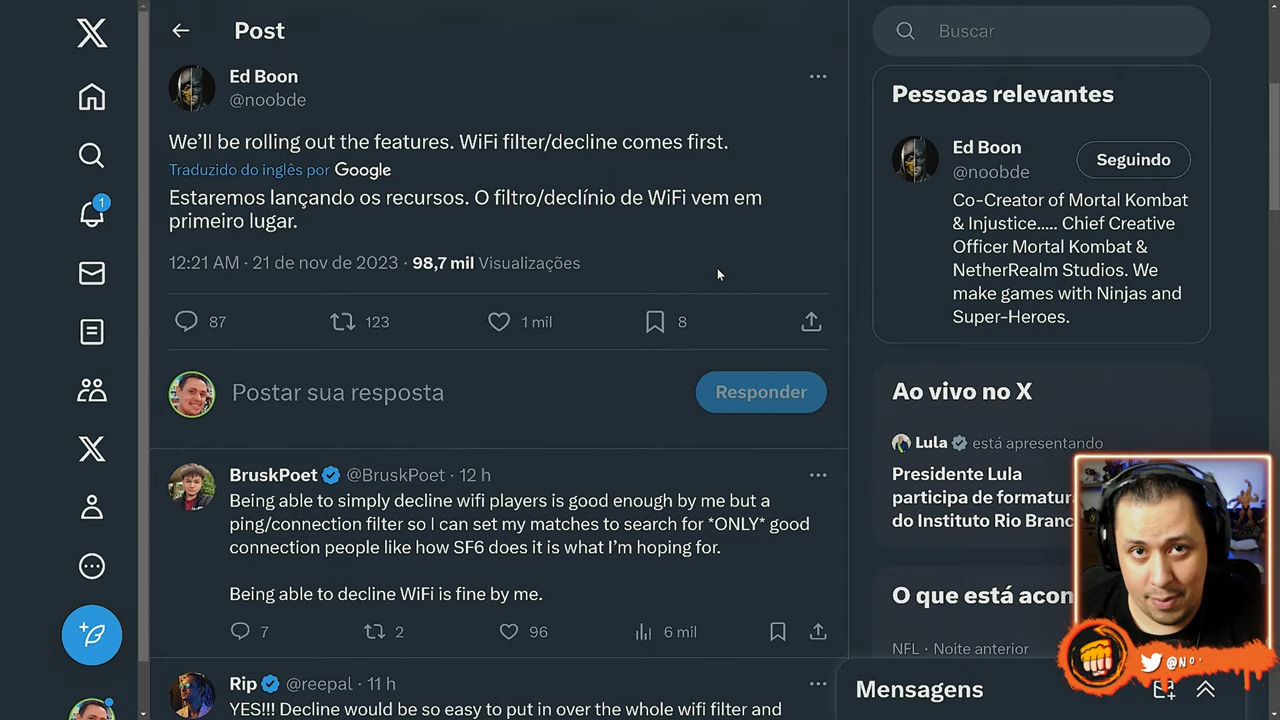 Post
Ed Boon
@noobde
We'll be rolling out the features. WiFi filter/decline comes first.
Traduzido do inglês por Google
Estaremos lançando os recursos. O filtro/declínio de WiFi vem em
primeiro lugar.
12:21 AM · 21 de nov de 2023 · 98,7 mil Visualizações
87
123
1 mil
8
Postar sua resposta
Responder
BruskPoet @BruskPoet · 12 h
Being able to simply decline wifi players is good enough by me but a
ping/connection filter so I can set my matches to search for *ONLY* good
connection people like how SF6 does it is what I'm hoping for.
Being able to decline WiFi is fine by me.
7
2
96
6 mil
Rip @reepal · 11 h
YES!!! Decline would be so easy to put in over the whole wifi filter and
1
Buscar
Pessoas relevantes
Ed Boon
@noobde
Seguindo
Co-Creator of Mortal Kombat
& Injustice..... Chief Creative
Officer Mortal Kombat &
NetherRealm Studios. We
make games with Ninjas and
Super-Heroes.
Ao vivo no X
Lula está apresentando
Presidente Lula
participa de formatura
do Instituto Rio Branc
O que está acon
NFL · Noite anterior
Mensagens